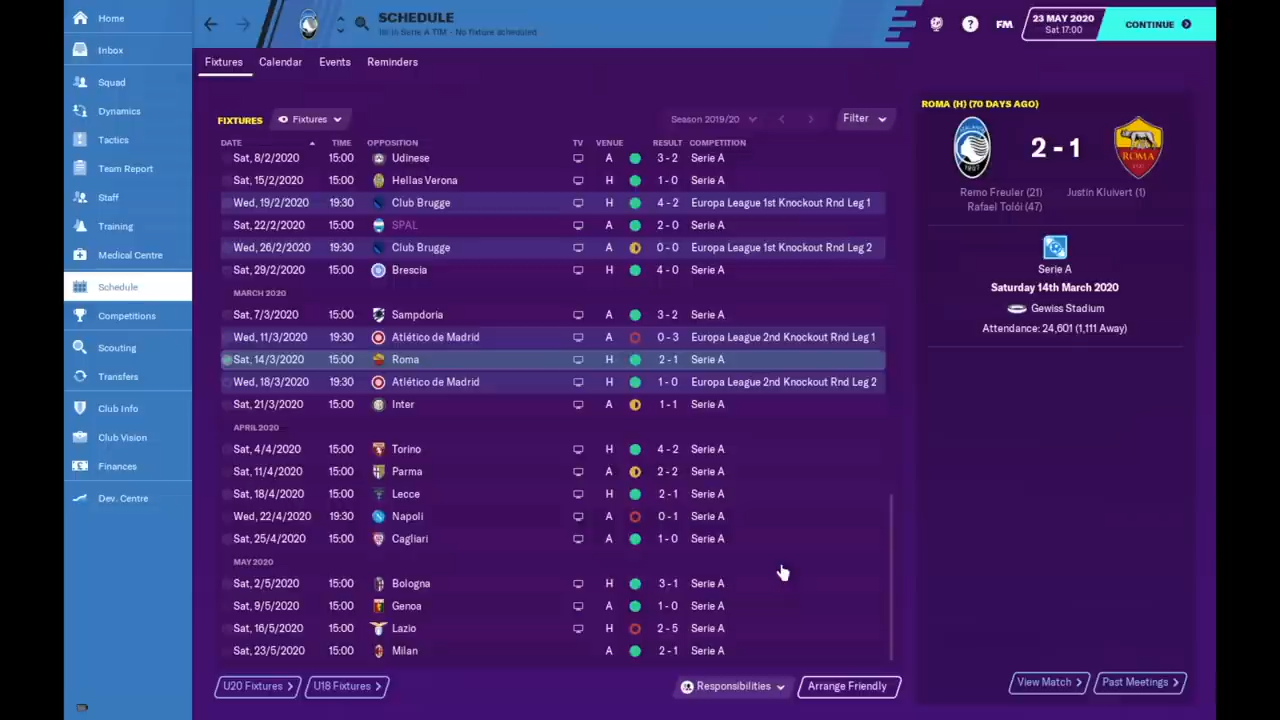 Home
Inbox
Squad
Dynamics
Tactics
Team Report
Staff
Training
Medical Centre
Schedule
Competitions
Scouting
Transfers
Club Info
Club Vision
Finances
Dev. Centre
SCHEDULE
in Serie A TIM - No fixture scheduled
FM
23 MAY 2020
Sat 17:00
CONTINUE
Fixtures Calendar Events Reminders
FIXTURES Fixtures Season 2019/20 Filter
DATE TIME OPPOSITION TV VENUE RESULT COMPETITION
Sat, 8/2/2020 15:00 Udinese A 3 - 2 Serie A
Sat, 15/2/2020 15:00 Hellas Verona H 1 - 0 Serie A
Wed, 19/2/2020 19:30 Club Brugge H 4 - 2 Europa League 1st Knockout Rnd Leg 1
Sat, 22/2/2020 15:00 SPAL A 2 - 0 Serie A
Wed, 26/2/2020 19:30 Club Brugge A 0 - 0 Europa League 1st Knockout Rnd Leg 2
Sat, 29/2/2020 15:00 Brescia H 4 - 0 Serie A
MARCH 2020
Sat, 7/3/2020 15:00 Sampdoria A 3 - 2 Serie A
Wed, 11/3/2020 19:30 Atlético de Madrid A 0 - 3 Europa League 2nd Knockout Rnd Leg 1
Sat, 14/3/2020 15:00 Roma H 2 - 1 Serie A
Wed, 18/3/2020 19:30 Atlético de Madrid H 1 - 0 Europa League 2nd Knockout Rnd Leg 2
Sat, 21/3/2020 15:00 Inter A 1 - 1 Serie A
APRIL 2020
Sat, 4/4/2020 15:00 Torino H 4 - 2 Serie A
Sat, 11/4/2020 15:00 Parma A 2 - 2 Serie A
Sat, 18/4/2020 15:00 Lecce H 2 - 1 Serie A
Wed, 22/4/2020 19:30 Napoli A 0 - 1 Serie A
Sat, 25/4/2020 15:00 Cagliari A 1 - 0 Serie A
MAY 2020
Sat, 2/5/2020 15:00 Bologna H 3 - 1 Serie A
Sat, 9/5/2020 15:00 Genoa A 1 - 0 Serie A
Sat, 16/5/2020 15:00 Lazio H 2 - 5 Serie A
Sat, 23/5/2020 15:00 Milan A 2 - 1 Serie A
U20 Fixtures U18 Fixtures Responsibilities Arrange Friendly
ROMA (H) (70 DAYS AGO)
2 - 1
ROMA
Remo Freuler (21) Justin Kluivert (1)
Rafael Tolói (47)
Serie A
Saturday 14th March 2020
Gewiss Stadium
Attendance: 24,601 (1,111 Away)
View Match Past Meetings